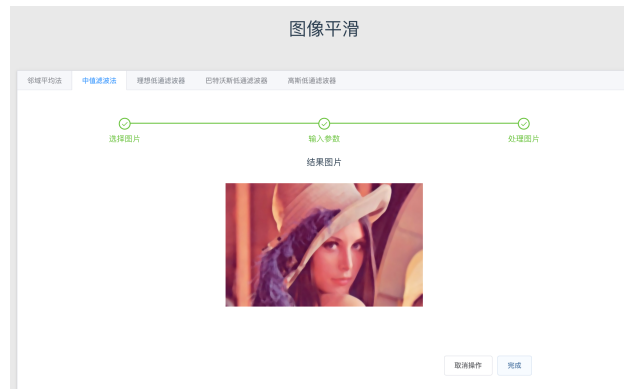 图像平滑
邻域平均法 中值滤波法 理想低通滤波器 巴特沃斯低通滤波器 高斯低通滤波器
选择图片 输入参数 处理图片
结果图片
取消操作 完成